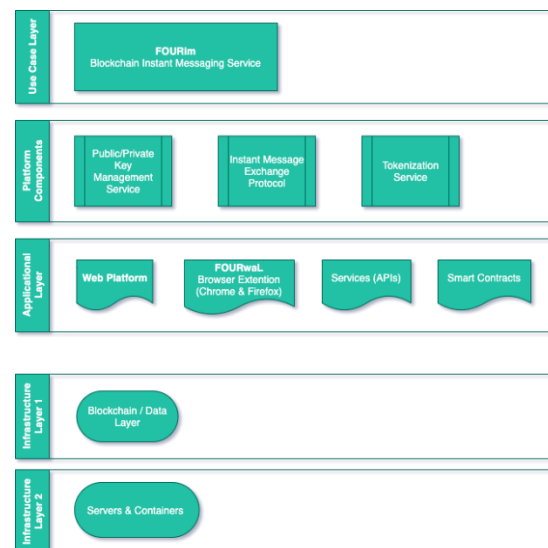 Use Case Layer
FOURim
Blockchain Instant Messaging Service
Platform
Components
Public/Private
Key
Management
Service
Instant Message
Exchange
Protocol
Tokenization
Service
Applicational
Layer
Web Platform
FOURwaL
Browser Extention
(Chrome & Firefox)
Services (APIs)
Smart Contracts
Infrastructure
Layer 1
Blockchain / Data
Layer
Infrastructure
Layer 2
Servers & Containers